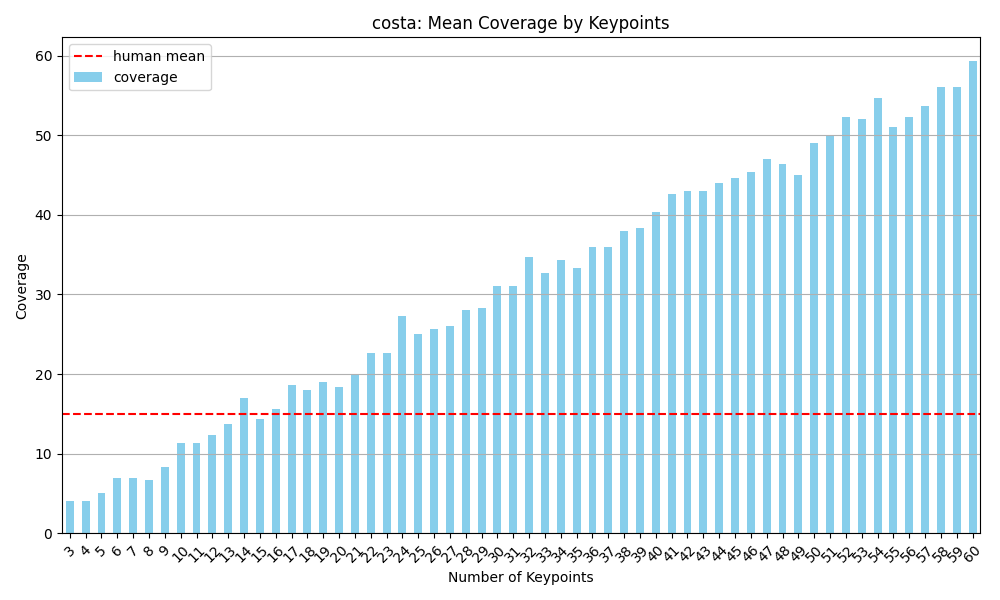 costa: Mean Coverage by Keypoints
human mean
coverage
Coverage
60
50
40
30
20
10
0
3 4 5 6 7 8 9 10 11 12 13 14 15 16 17 18 19 20 21 22 23 24 25 26 27 28 29 30 31 32 33 34 35 36 37 38 39 40 41 42 43 44 45 46 47 48 49 50 51 52 53 54 55 56 57 58 59 60
Number of Keypoints